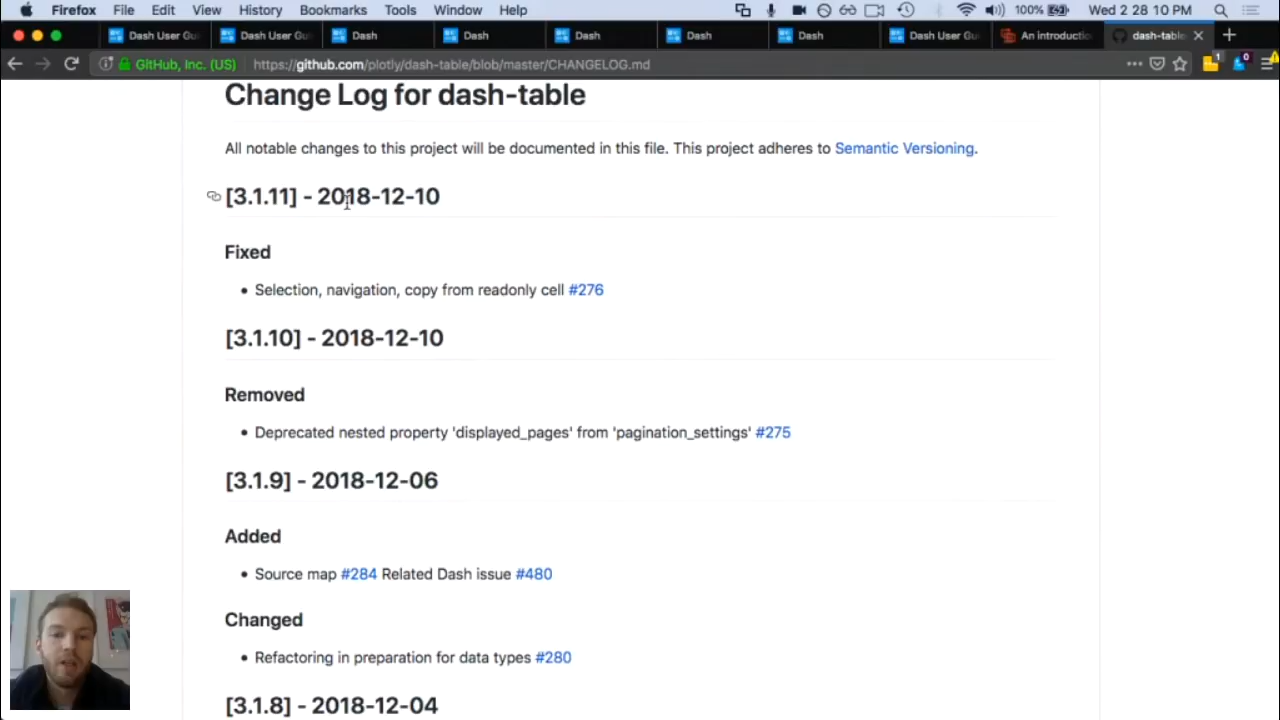 Firefox File Edit View History Bookmarks Tools Window Help 100% Wed 2 28 10 PM
Dash User Gu Dash User Gu Dash Dash Dash Dash Dash Dash User Gu An introductio dash-table
GitHub, Inc. (US) https://github.com/plotly/dash-table/blob/master/CHANGELOG.md 1 0
Change Log for dash-table
All notable changes to this project will be documented in this file. This project adheres to Semantic Versioning.
[3.1.11] - 2018-12-10
Fixed
• Selection, navigation, copy from readonly cell #276
[3.1.10] - 2018-12-10
Removed
• Deprecated nested property 'displayed_pages' from 'pagination_settings' #275
[3.1.9] - 2018-12-06
Added
• Source map #284 Related Dash issue #480
Changed
• Refactoring in preparation for data types #280
[3.1.8] - 2018-12-04